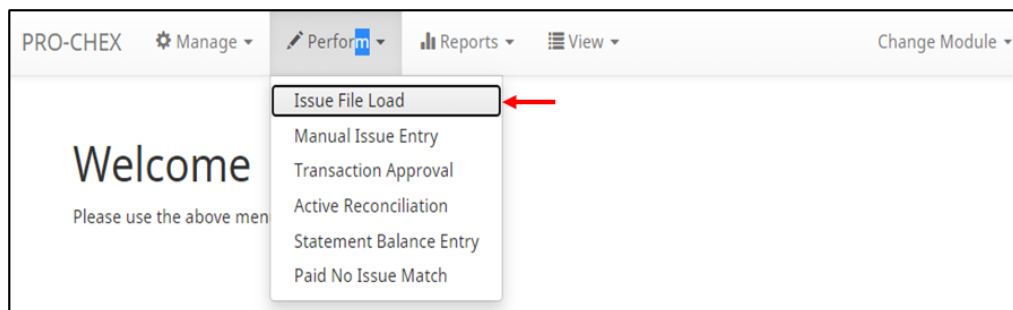 PRO-CHEX Manage Perform Reports View Change Module
Issue File Load
Manual Issue Entry
Transaction Approval
Active Reconciliation
Statement Balance Entry
Paid No Issue Match
Welcome
Please use the above men